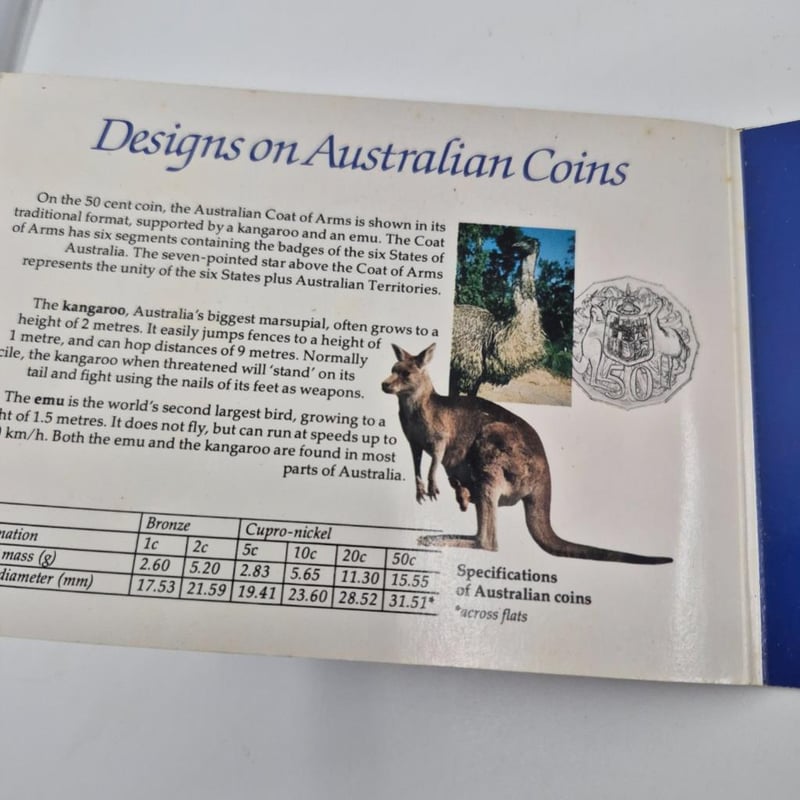 Designs on Australian Coins
On the 50 cent coin, the Australian Coat of Arms is shown in its
traditional format, supported by a kangaroo and an emu. The Coat
of Arms has six segments containing the badges of the six States of
Australia. The seven-pointed star above the Coat of Arms
represents the unity of the six States plus Australian Territories.
The kangaroo, Australia's biggest marsupial, often grows to a
height of 2 metres. It easily jumps fences to a height of
1 metre, and can hop distances of 9 metres. Normally
cile, the kangaroo when threatened will 'stand' on its
tail and fight using the nails of its feet as weapons.
The emu is the world's second largest bird, growing to a
ht of 1.5 metres. It does not fly, but can run at speeds up to
km/h. Both the emu and the kangaroo are found in most
parts of Australia.
Bronze Cupro-nickel
nation 1c 2c 5c 10c 20c 50c
mass (g) 2.60 5.20 2.83 5.65 11.30 15.55
diameter (mm) 17.53 21.59 19.41 23.60 28.52 31.51*
Specifications
of Australian coins
*across flats
50